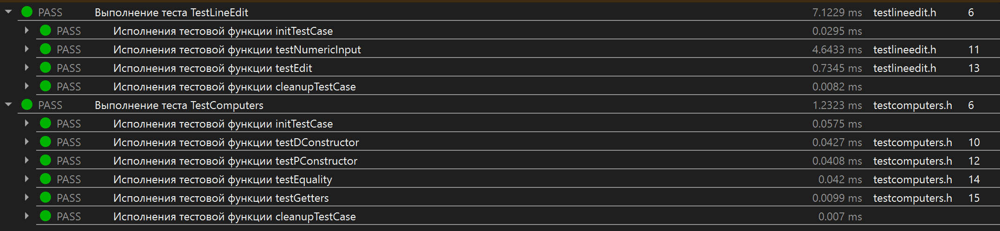 PASS Выполнение теста TestLineEdit 7.1229 ms testlineedit.h 6
PASS Исполнения тестовой функции initTestCase 0.0295 ms
PASS Исполнения тестовой функции testNumericInput 4.6433 ms testlineedit.h 11
PASS Исполнения тестовой функции testEdit 0.7345 ms testlineedit.h 13
PASS Исполнения тестовой функции cleanupTestCase 0.0082 ms
PASS Выполнение теста TestComputers 1.2323 ms testcomputers.h 6
PASS Исполнения тестовой функции initTestCase 0.0575 ms
PASS Исполнения тестовой функции testDConstructor 0.0427 ms testcomputers.h 10
PASS Исполнения тестовой функции testPConstructor 0.0408 ms testcomputers.h 12
PASS Исполнения тестовой функции testEquality 0.042 ms testcomputers.h 14
PASS Исполнения тестовой функции testGetters 0.0099 ms testcomputers.h 15
PASS Исполнения тестовой функции cleanupTestCase 0.007 ms